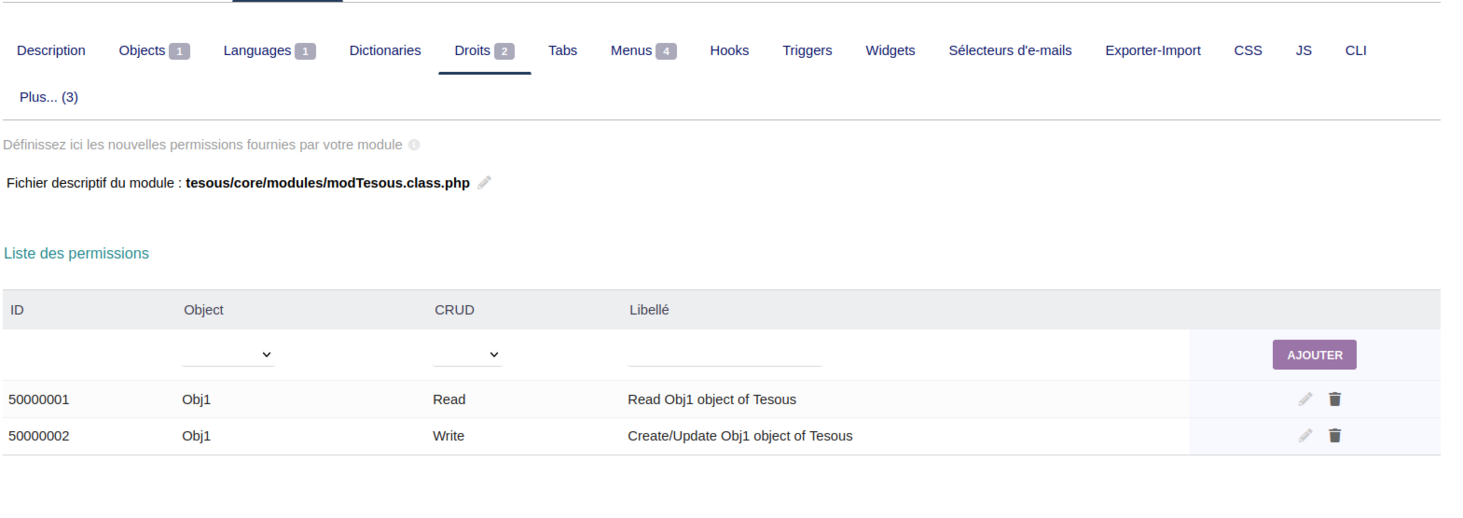 Description Objects 1 Languages 1 Dictionaries Droits 2 Tabs Menus 4 Hooks Triggers Widgets Sélecteurs d'e-mails Exporter-Import CSS JS CLI
Plus... (3)
Définissez ici les nouvelles permissions fournies par votre module
Fichier descriptif du module : tesous/core/modules/modTesous.class.php
Liste des permissions
ID Object CRUD Libellé
AJOUTER
50000001 Obj1 Read Read Obj1 object of Tesous
50000002 Obj1 Write Create/Update Obj1 object of Tesous